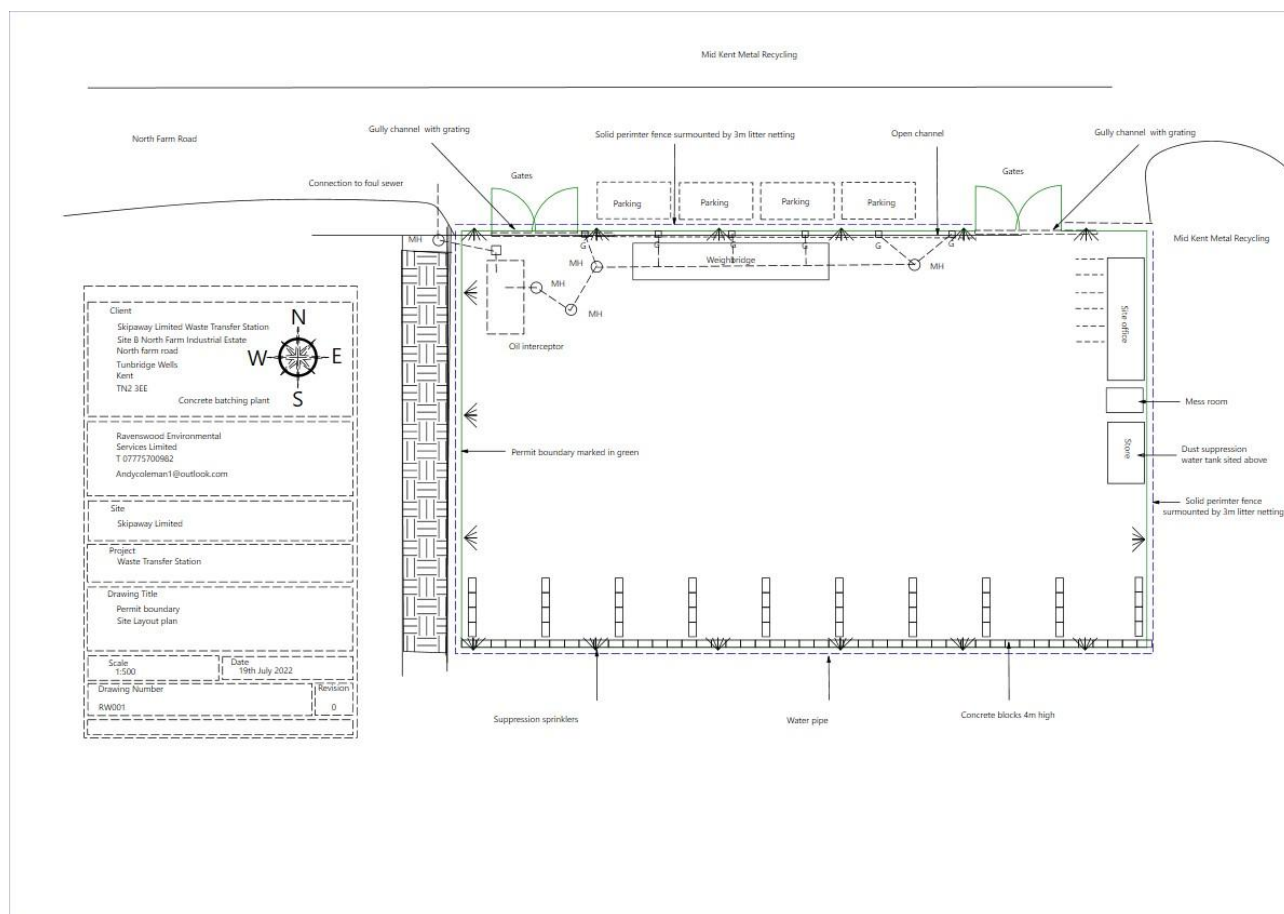 Mid Kent Metal Recycling
North Farm Road
Gully channel with grating
Solid perimter fence surmounted by 3m litter netting
Open channel
Gully channel with grating
Connection to foul sewer
Gates
Gates
Parking
Parking
Parking
Parking
MH
G
G
G
G
G
Mid Kent Metal Recycling
Weighbridge
MH
MH
MH
MH
Oil interceptor
Site office
Mess room
Store
Dust suppression
water tank sited above
Permit boundary marked in green
Solid perimter fence
surmounted by 3m litter netting
Suppression sprinklers
Water pipe
Concrete blocks 4m high
Client
Skipaway Limited Waste Transfer Station
Site B North Farm Industrial Estate
North farm road
Tunbridge Wells
Kent
TN2 3EE
Concrete batching plant
N
W
E
S
Ravenswood Environmental
Services Limited
T 07775700982
Andycoleman1@outlook.com
Site
Skipaway Limited
Project
Waste Transfer Station
Drawing Title
Permit boundary
Site Layout plan
Scale
1:500
Date
19th July 2022
Drawing Number
RW001
Revision
0